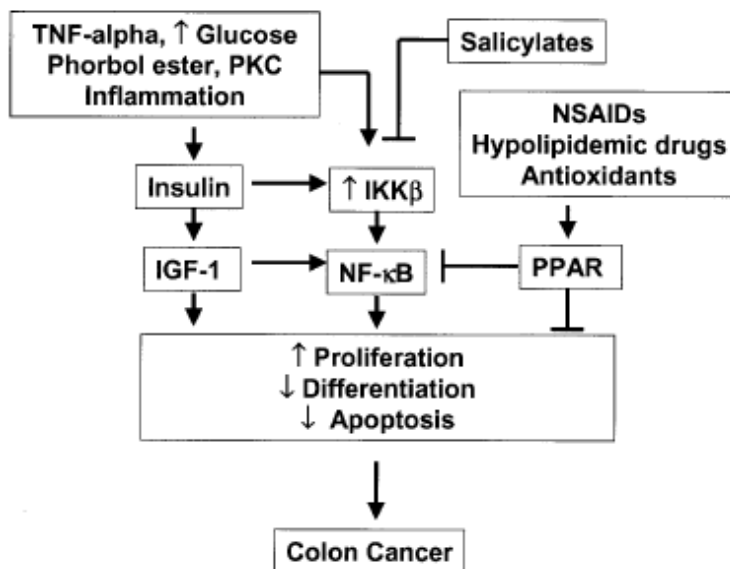 TNF-alpha, ↑ Glucose
Phorbol ester, PKC
Inflammation
Salicylates
NSAIDs
Hypolipidemic drugs
Antioxidants
Insulin
↑ IKKβ
IGF-1
NF-κB
PPAR
↑ Proliferation
↓ Differentiation
↓ Apoptosis
Colon Cancer